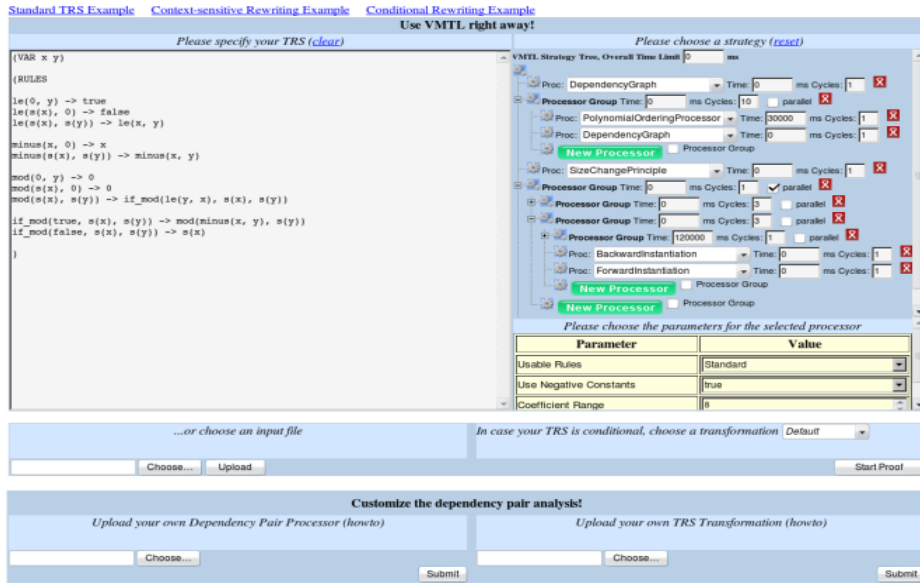 Standard TRS Example Context-sensitive Rewriting Example Conditional Rewriting Example
Use VMTL right away!
Please specify your TRS (clear)
(VAR x y)
(RULES
le(0, y) -> true
le(s(x), 0) -> false
le(s(x), s(y)) -> le(x, y)
minus(x, 0) -> x
minus(s(x), s(y)) -> minus(x, y)
mod(0, y) -> 0
mod(s(x), 0) -> 0
mod(s(x), s(y)) -> if_mod(le(y, x), s(x), s(y))
if_mod(true, s(x), s(y)) -> mod(minus(x, y), s(y))
if_mod(false, s(x), s(y)) -> s(x)
)
Please choose a strategy (reset)
VMTL Strategy Tree, Overall Time Limit 0 ms
Proc: DependencyGraph Time: 0 ms Cycles: 1 X
Processor Group Time: 0 ms Cycles: 10 parallel X
Proc: PolynomialOrderingProcessor Time: 30000 ms Cycles: 1 X
Proc: DependencyGraph Time: 0 ms Cycles: 1 X
New Processor Processor Group
Proc: SizeChangePrinciple Time: 0 ms Cycles: 1 X
Processor Group Time: 0 ms Cycles: 1 parallel X
Processor Group Time: 0 ms Cycles: 3 parallel X
Processor Group Time: 0 ms Cycles: 3 parallel X
Processor Group Time: 120000 ms Cycles: 1 parallel X
Proc: BackwardInstantiation Time: 0 ms Cycles: 1 X
Proc: ForwardInstantiation Time: 0 ms Cycles: 1 X
New Processor Processor Group
New Processor Processor Group
Please choose the parameters for the selected processor
Parameter Value
Usable Rules Standard
Use Negative Constants true
Coefficient Range 8
...or choose an input file
Choose... Upload
In case your TRS is conditional, choose a transformation Default
Start Proof
Customize the dependency pair analysis!
Upload your own Dependency Pair Processor (howto)
Choose...
Submit
Upload your own TRS Transformation (howto)
Choose...
Submit